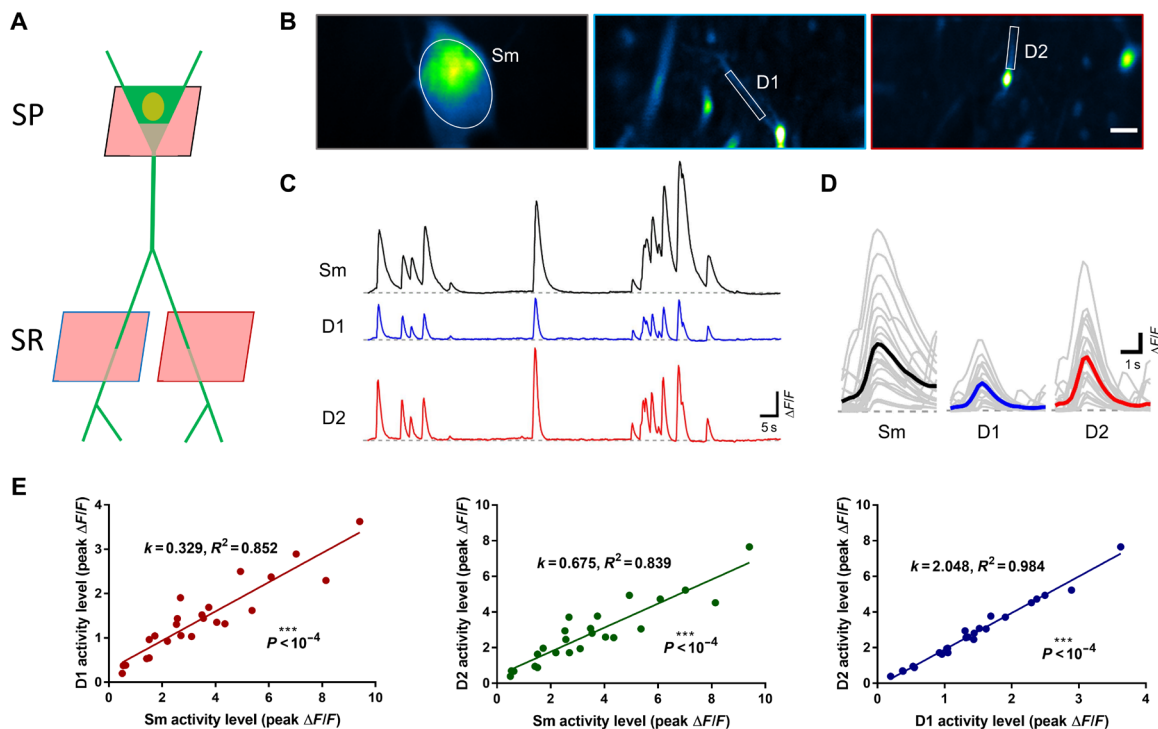 A
B
SP
SR
Sm
D1
D2
C
Sm
D1
D2
ΔF/F
5 s
D
ΔF/F
1 s
Sm
D1
D2
E
D1 activity level (peak ΔF/F)
4
3
2
1
0
k=0.329, R²=0.852
***
P<10⁻⁴
0
2
4
6
8
10
Sm activity level (peak ΔF/F)
D2 activity level (peak ΔF/F)
10
8
6
4
2
0
k=0.675, R²=0.839
***
P<10⁻⁴
0
2
4
6
8
10
Sm activity level (peak ΔF/F)
D2 activity level (peak ΔF/F)
10
8
6
4
2
0
k=2.048, R²=0.984
***
P<10⁻⁴
0
1
2
3
4
D1 activity level (peak ΔF/F)